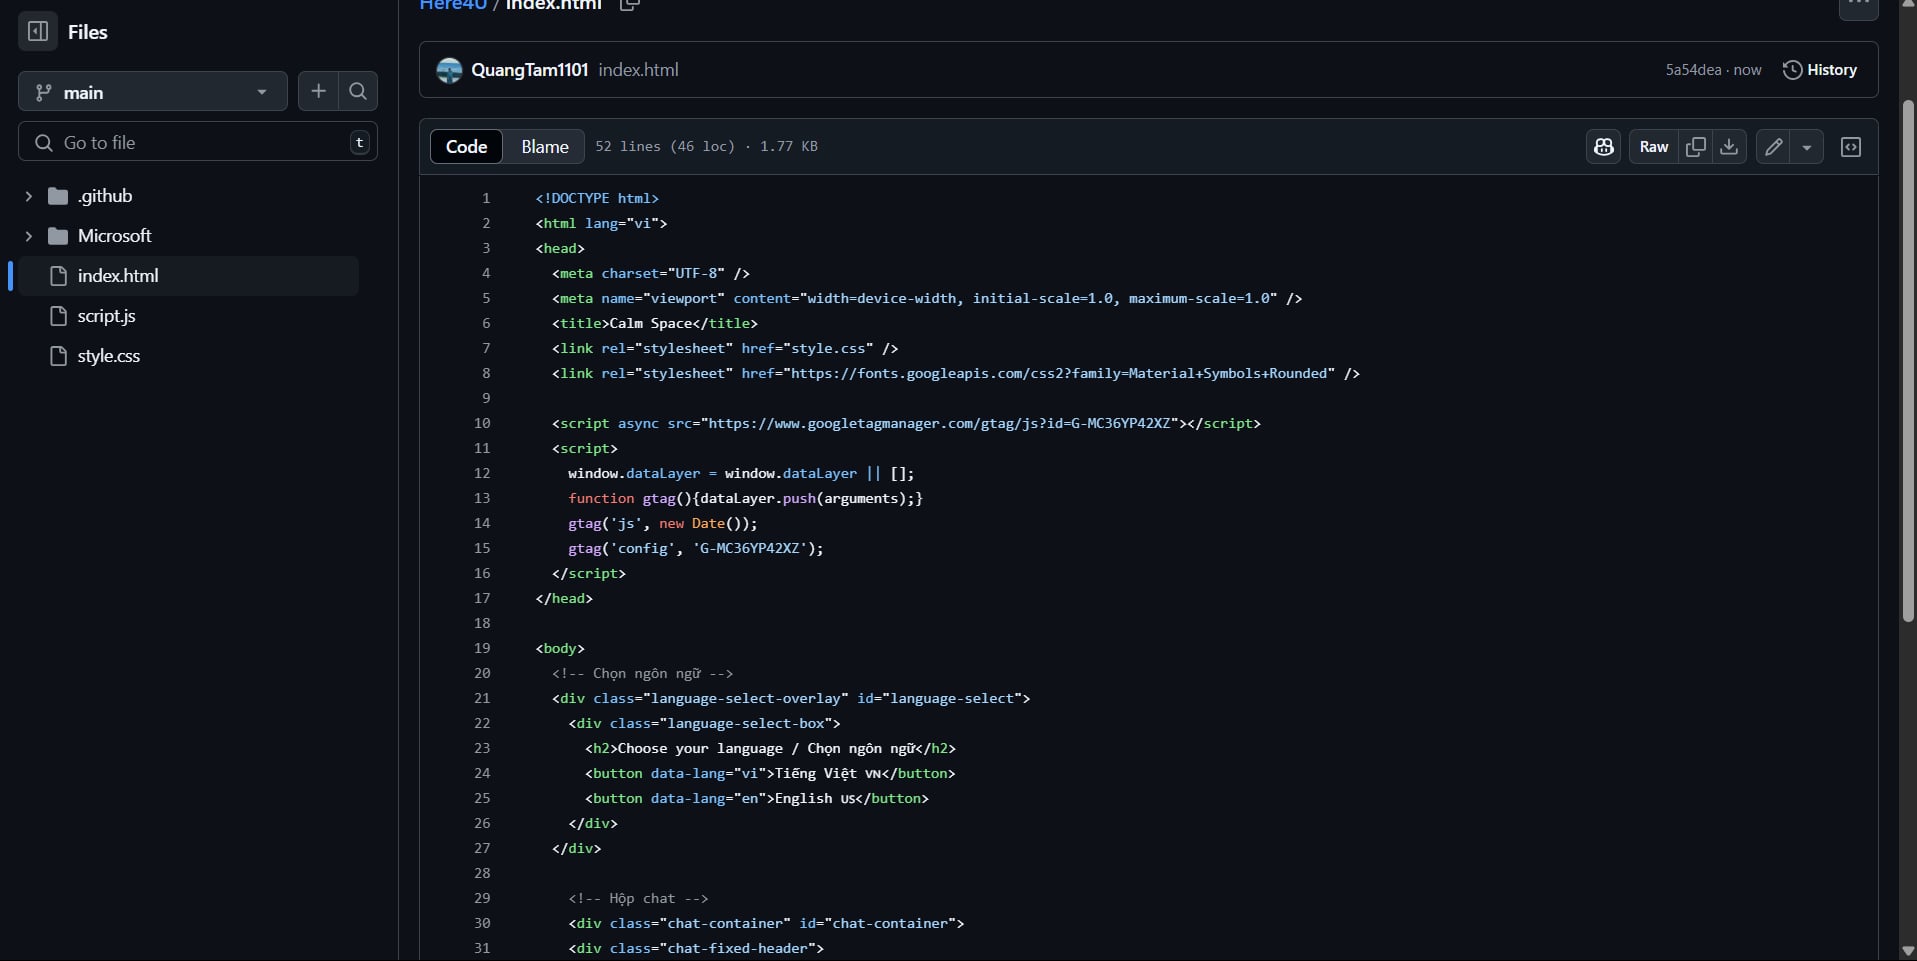 Here4U / index.html
Files
QuangTam1101 index.html
5a54dea · now
History
main
Go to file
t
Code
Blame
52 lines (46 loc) · 1.77 KB
Raw
.github
Microsoft
index.html
script.js
style.css
1 <!DOCTYPE html>
2 <html lang="vi">
3 <head>
4 <meta charset="UTF-8" />
5 <meta name="viewport" content="width=device-width, initial-scale=1.0, maximum-scale=1.0" />
6 <title>Calm Space</title>
7 <link rel="stylesheet" href="style.css" />
8 <link rel="stylesheet" href="https://fonts.googleapis.com/css2?family=Material+Symbols+Rounded" />
9
10 <script async src="https://www.googletagmanager.com/gtag/js?id=G-MC36YP42XZ"></script>
11 <script>
12 window.dataLayer = window.dataLayer || [];
13 function gtag(){dataLayer.push(arguments);}
14 gtag('js', new Date());
15 gtag('config', 'G-MC36YP42XZ');
16 </script>
17 </head>
18
19 <body>
20 <!-- Chọn ngôn ngữ -->
21 <div class="language-select-overlay" id="language-select">
22 <div class="language-select-box">
23 <h2>Choose your language / Chọn ngôn ngữ</h2>
24 <button data-lang="vi">Tiếng Việt VN</button>
25 <button data-lang="en">English US</button>
26 </div>
27 </div>
28
29 <!-- Hộp chat -->
30 <div class="chat-container" id="chat-container">
31 <div class="chat-fixed-header">